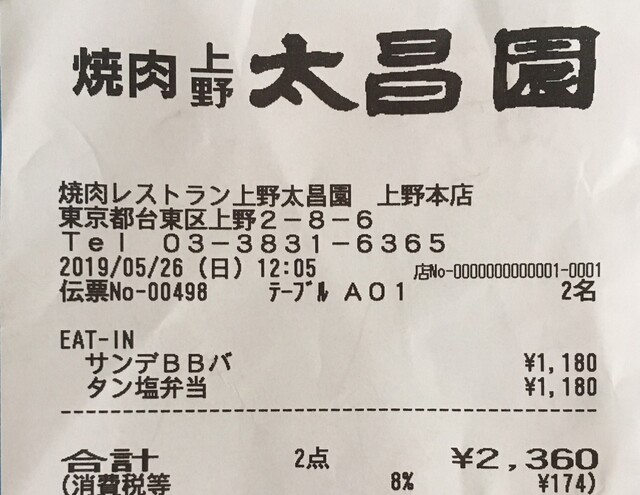 焼肉 上野 太昌園
焼肉レストラン上野太昌園 上野本店
東京都台東区上野2-8-6
Tel 03-3831-6365
2019/05/26 (日) 12:05 店No-0000000000001-0001
伝票No-00498 ﾃｰﾌﾞﾙ A01 2名
EAT-IN
サンデBBバ ¥1,180
タン塩弁当 ¥1,180
合計 2点 ¥2,360
(消費税等 8% ¥174)